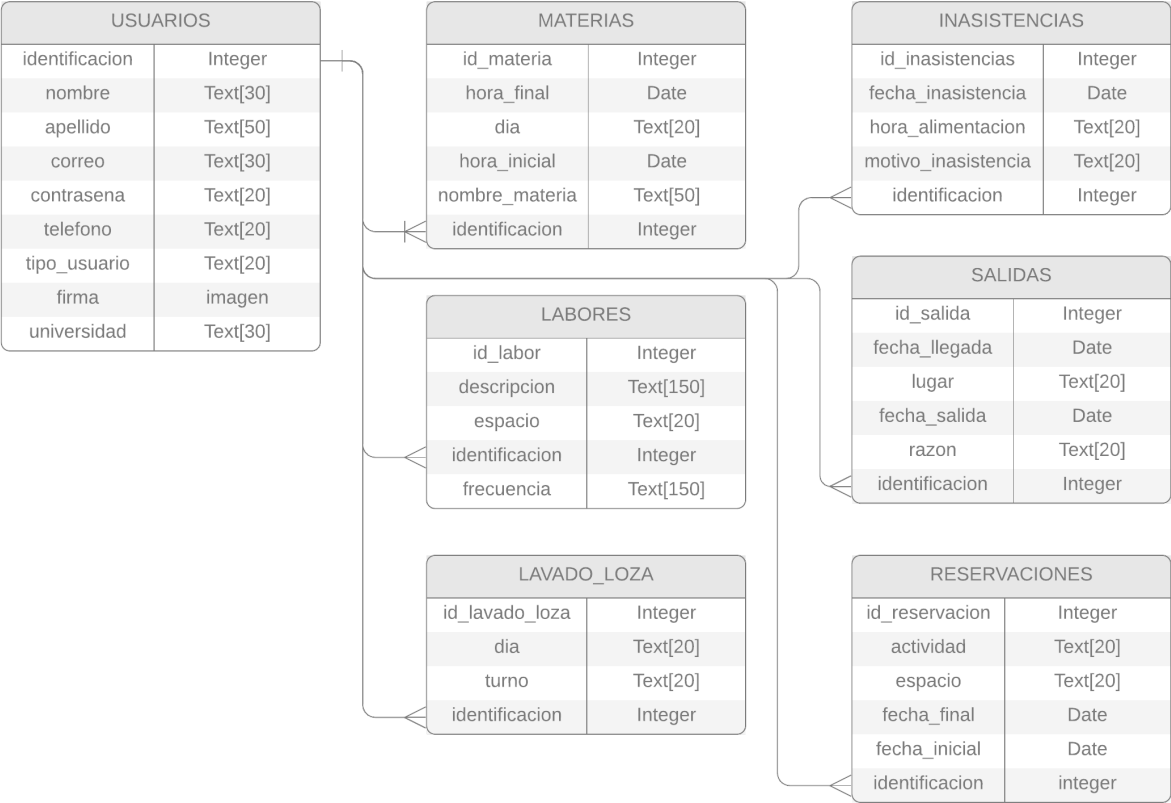 USUARIOS
identificacion Integer
nombre Text[30]
apellido Text[50]
correo Text[30]
contrasena Text[20]
telefono Text[20]
tipo_usuario Text[20]
firma imagen
universidad Text[30]
MATERIAS
id_materia Integer
hora_final Date
dia Text[20]
hora_inicial Date
nombre_materia Text[50]
identificacion Integer
LABORES
id_labor Integer
descripcion Text[150]
espacio Text[20]
identificacion Integer
frecuencia Text[150]
LAVADO_LOZA
id_lavado_loza Integer
dia Text[20]
turno Text[20]
identificacion Integer
INASISTENCIAS
id_inasistencias Integer
fecha_inasistencia Date
hora_alimentacion Text[20]
motivo_inasistencia Text[20]
identificacion Integer
SALIDAS
id_salida Integer
fecha_llegada Date
lugar Text[20]
fecha_salida Date
razon Text[20]
identificacion Integer
RESERVACIONES
id_reservacion Integer
actividad Text[20]
espacio Text[20]
fecha_final Date
fecha_inicial Date
identificacion integer